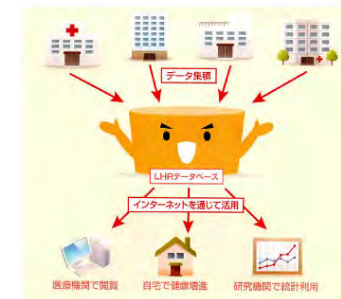 データ集積
LHRデータベース
インターネットを通じて活用
医療機関で閲覧
自宅で健康増進
研究機関で統計利用